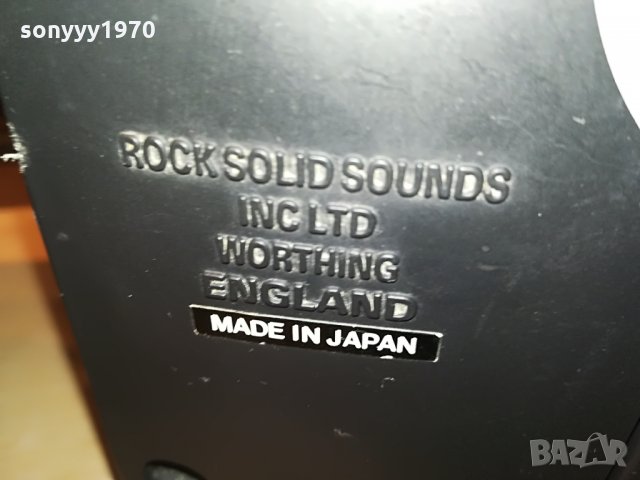 sonyyy1970
ROCK SOLID SOUNDS
INC LTD
WORTHING
ENGLAND
MADE IN JAPAN
BAZAR